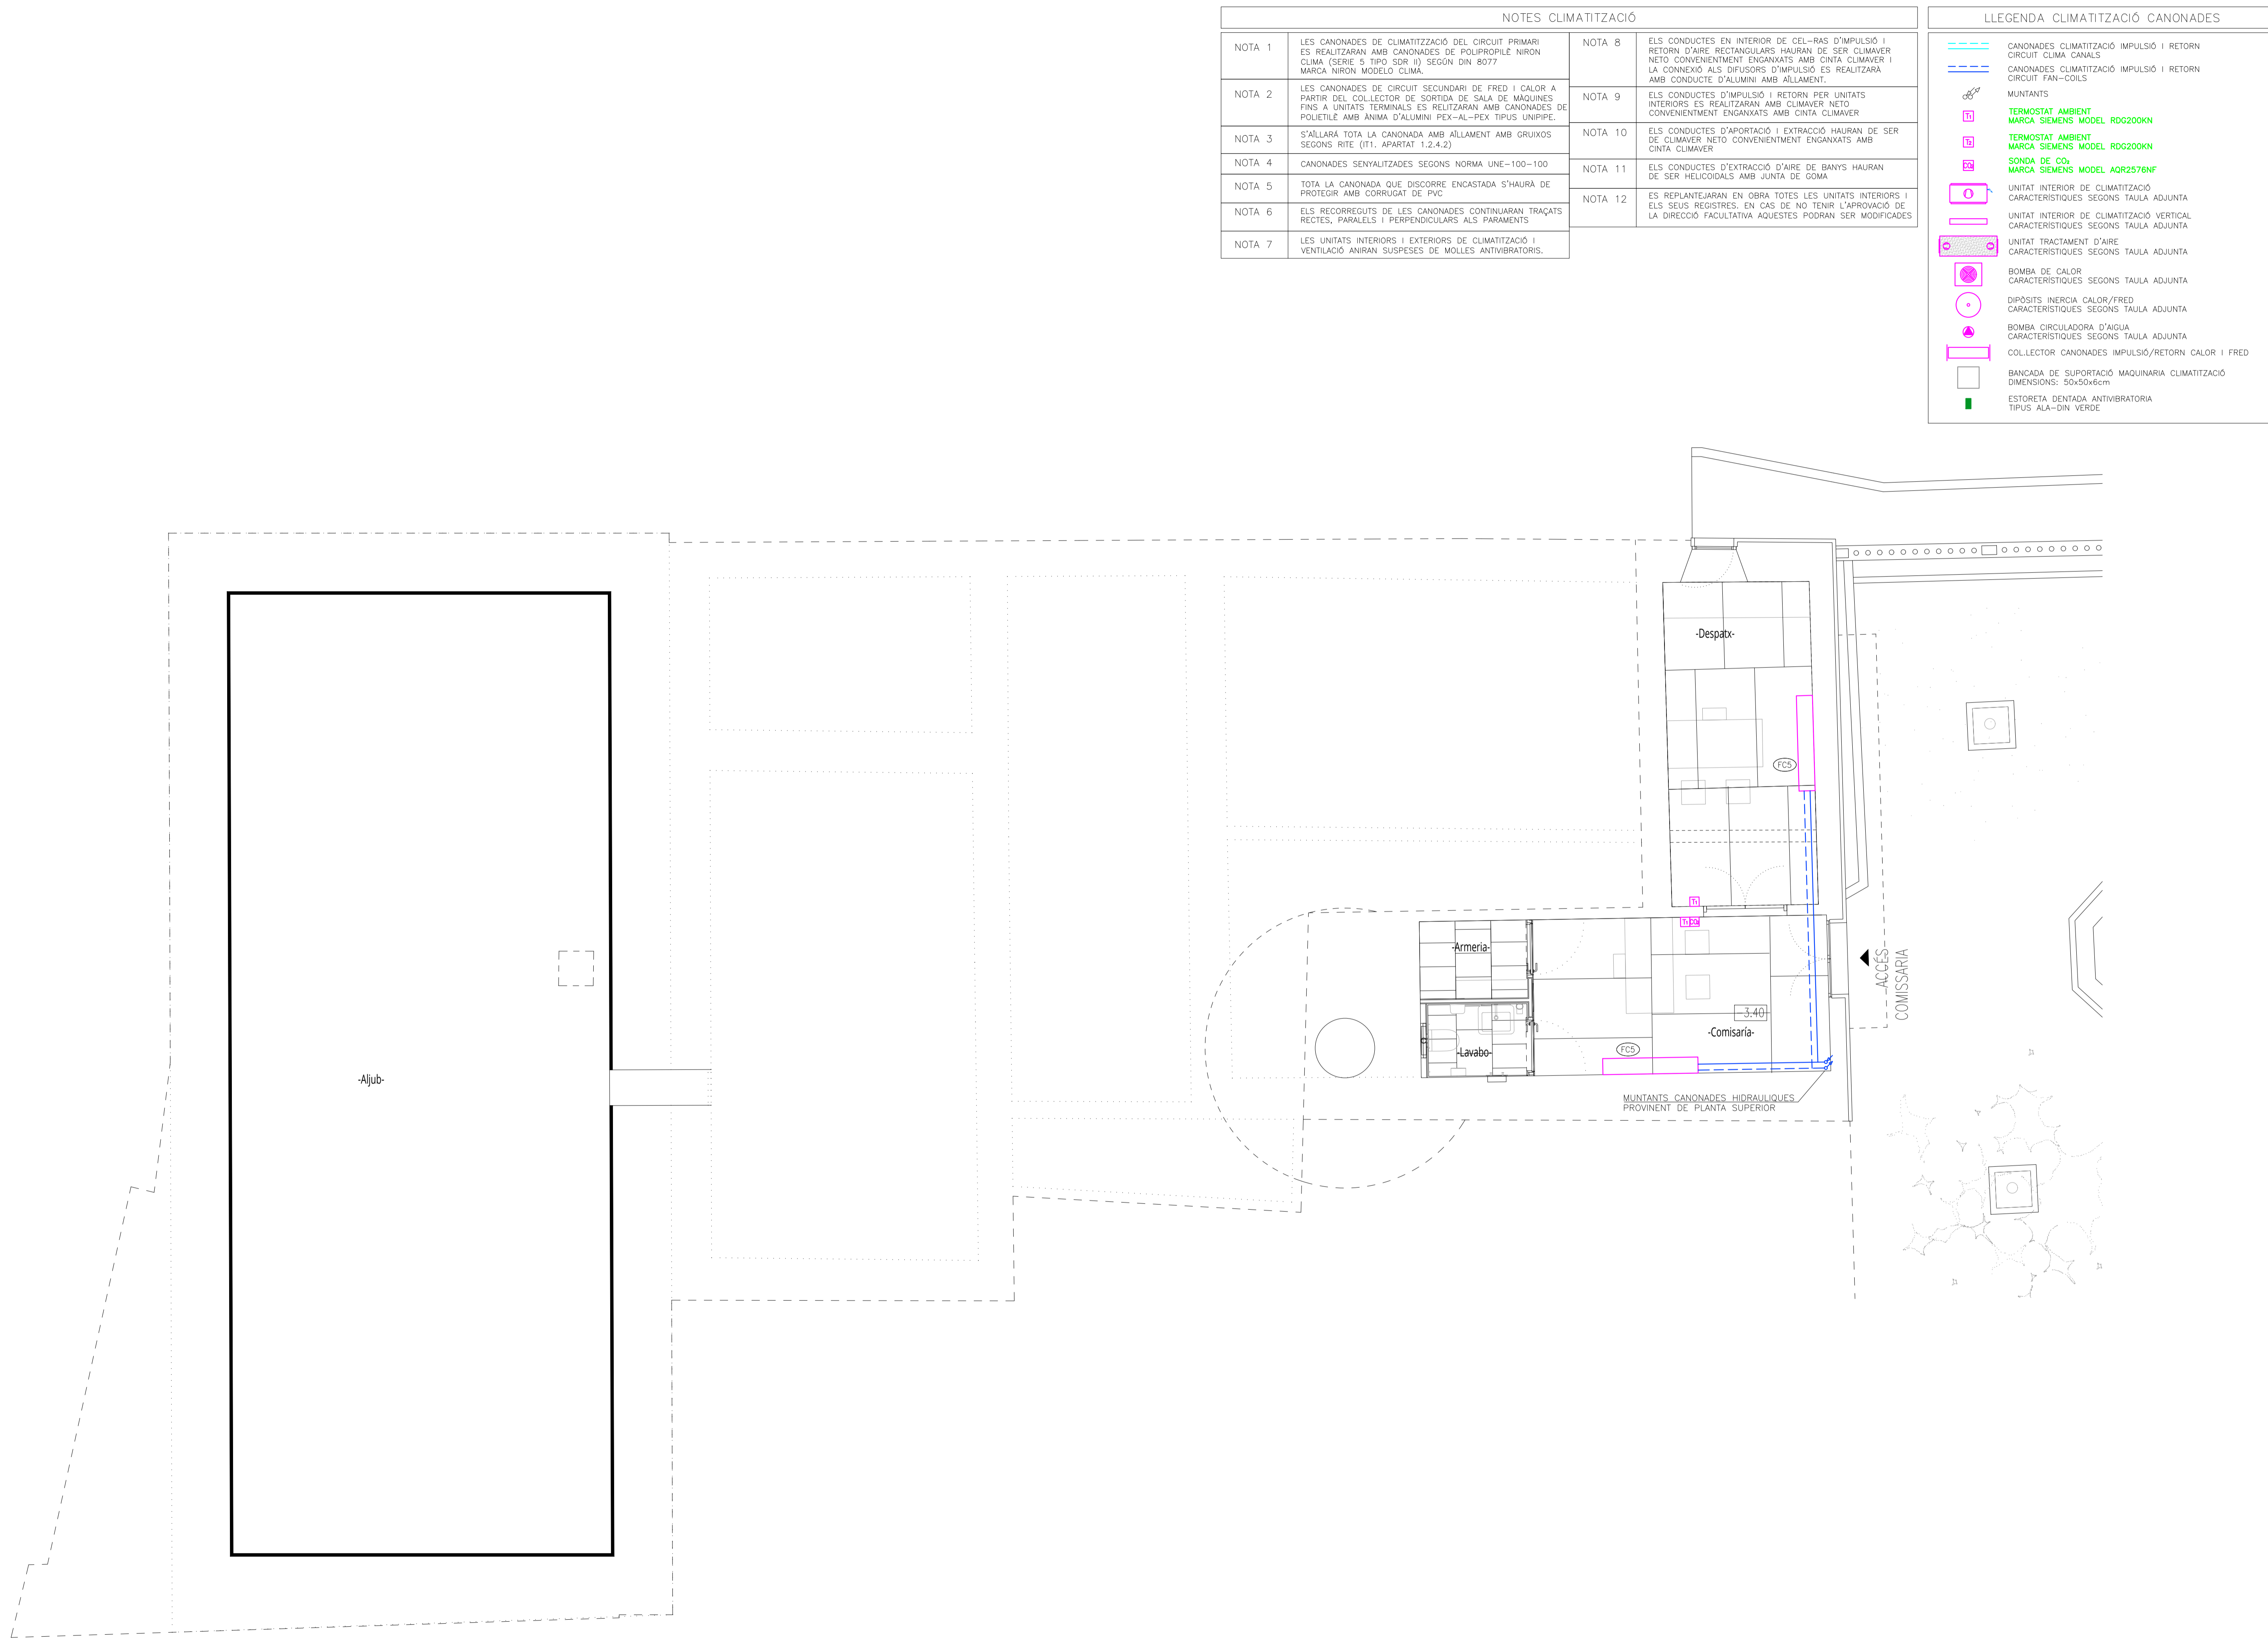 NOTES CLIMATITZACIÓ
NOTA 1
LES CANONADES DE CLIMATITZZACIÓ DEL CIRCUIT PRIMARI
ES REALITZARAN AMB CANONADES DE POLIPROPILÈ NIRON
CLIMA (SERIE 5 TIPO SDR II) SEGÚN DIN 8077
MARCA NIRON MODELO CLIMA.
NOTA 2
LES CANONADES DE CIRCUIT SECUNDARI DE FRED I CALOR A
PARTIR DEL COL.LECTOR DE SORTIDA DE SALA DE MÀQUINES
FINS A UNITATS TERMINALS ES RELITZARAN AMB CANONADES DE
POLIETILÈ AMB ÀNIMA D'ALUMINI PEX-AL-PEX TIPUS UNIPIPE.
NOTA 3
S'AÏLLARÁ TOTA LA CANONADA AMB AÏLLAMENT AMB GRUIXOS
SEGONS RITE (IT1. APARTAT 1.2.4.2)
NOTA 4
CANONADES SENYALITZADES SEGONS NORMA UNE-100-100
NOTA 5
TOTA LA CANONADA QUE DISCORRE ENCASTADA S'HAURÀ DE
PROTEGIR AMB CORRUGAT DE PVC
NOTA 6
ELS RECORREGUTS DE LES CANONADES CONTINUARAN TRAÇATS
RECTES, PARALELS I PERPENDICULARS ALS PARAMENTS
NOTA 7
LES UNITATS INTERIORS I EXTERIORS DE CLIMATITZACIÓ I
VENTILACIÓ ANIRAN SUSPESES DE MOLLES ANTIVIBRATORIS.
NOTA 8
ELS CONDUCTES EN INTERIOR DE CEL-RAS D'IMPULSIÓ I
RETORN D'AIRE RECTANGULARS HAURAN DE SER CLIMAVER
NETO CONVENIENTMENT ENGANXATS AMB CINTA CLIMAVER I
LA CONNEXIÓ ALS DIFUSORS D'IMPULSIÓ ES REALITZARÀ
AMB CONDUCTE D'ALUMINI AMB AÏLLAMENT.
NOTA 9
ELS CONDUCTES D'IMPULSIÓ I RETORN PER UNITATS
INTERIORS ES REALITZARAN AMB CLIMAVER NETO
CONVENIENTMENT ENGANXATS AMB CINTA CLIMAVER
NOTA 10
ELS CONDUCTES D'APORTACIÓ I EXTRACCIÓ HAURAN DE SER
DE CLIMAVER NETO CONVENIENTMENT ENGANXATS AMB
CINTA CLIMAVER
NOTA 11
ELS CONDUCTES D'EXTRACCIÓ D'AIRE DE BANYS HAURAN
DE SER HELICOIDALS AMB JUNTA DE GOMA
NOTA 12
ES REPLANTEJARAN EN OBRA TOTES LES UNITATS INTERIORS I
ELS SEUS REGISTRES. EN CAS DE NO TENIR L'APROVACIÓ DE
LA DIRECCIÓ FACULTATIVA AQUESTES PODRAN SER MODIFICADES
LLEGENDA CLIMATITZACIÓ CANONADES
CANONADES CLIMATITZACIÓ IMPULSIÓ I RETORN
CIRCUIT CLIMA CANALS
CANONADES CLIMATITZACIÓ IMPULSIÓ I RETORN
CIRCUIT FAN-COILS
MUNTANTS
T1
TERMOSTAT AMBIENT
MARCA SIEMENS MODEL RDG200KN
T2
TERMOSTAT AMBIENT
MARCA SIEMENS MODEL RDG200KN
CO2
SONDA DE CO2
MARCA SIEMENS MODEL AQR2576NF
UNITAT INTERIOR DE CLIMATITZACIÓ
CARACTERÍSTIQUES SEGONS TAULA ADJUNTA
UNITAT INTERIOR DE CLIMATITZACIÓ VERTICAL
CARACTERÍSTIQUES SEGONS TAULA ADJUNTA
UNITAT TRACTAMENT D'AIRE
CARACTERÍSTIQUES SEGONS TAULA ADJUNTA
BOMBA DE CALOR
CARACTERÍSTIQUES SEGONS TAULA ADJUNTA
DIPÒSITS INERCIA CALOR/FRED
CARACTERÍSTIQUES SEGONS TAULA ADJUNTA
BOMBA CIRCULADORA D'AIGUA
CARACTERÍSTIQUES SEGONS TAULA ADJUNTA
COL.LECTOR CANONADES IMPULSIÓ/RETORN CALOR I FRED
BANCADA DE SUPORTACIÓ MAQUINARIA CLIMATITZACIÓ
DIMENSIONS: 50x50x6cm
ESTORETA DENTADA ANTIVIBRATORIA
TIPUS ALA-DIN VERDE
-Despatx-
FC5
T1
T1 CO2
-Armeria-
ACCÉS
COMISSARIA
-3.40
-Comisaría-
-Lavabo-
FC5
-Aljub-
MUNTANTS CANONADES HIDRAULIQUES
PROVINENT DE PLANTA SUPERIOR